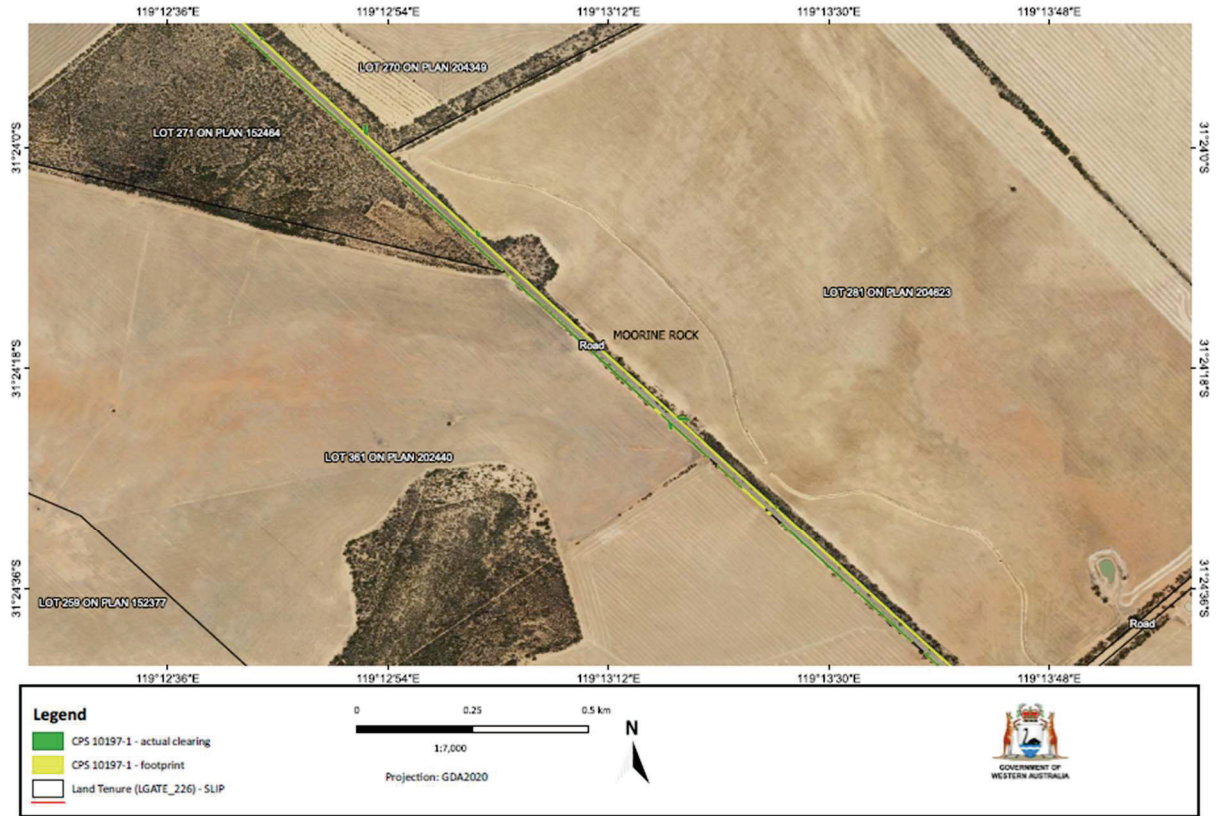 119°12'36"E
119°12'54"E
119°13'12"E
119°13'30"E
119°13'48"E
LOT 270 ON PLAN 204349
LOT 271 ON PLAN 152464
31°24'0"S
31°24'0"S
LOT 281 ON PLAN 204623
MOORINE ROCK
Road
31°24'18"S
31°24'18"S
LOT 361 ON PLAN 202440
31°24'36"S
31°24'36"S
LOT 259 ON PLAN 152377
Road
119°12'36"E
119°12'54"E
119°13'12"E
119°13'30"E
119°13'48"E
Legend
CPS 10197-1 - actual clearing
CPS 10197-1 - footprint
Land Tenure (LGATE_226) - SLIP
0
0.25
0.5 km
1:7,000
Projection: GDA2020
N
GOVERNMENT OF
WESTERN AUSTRALIA